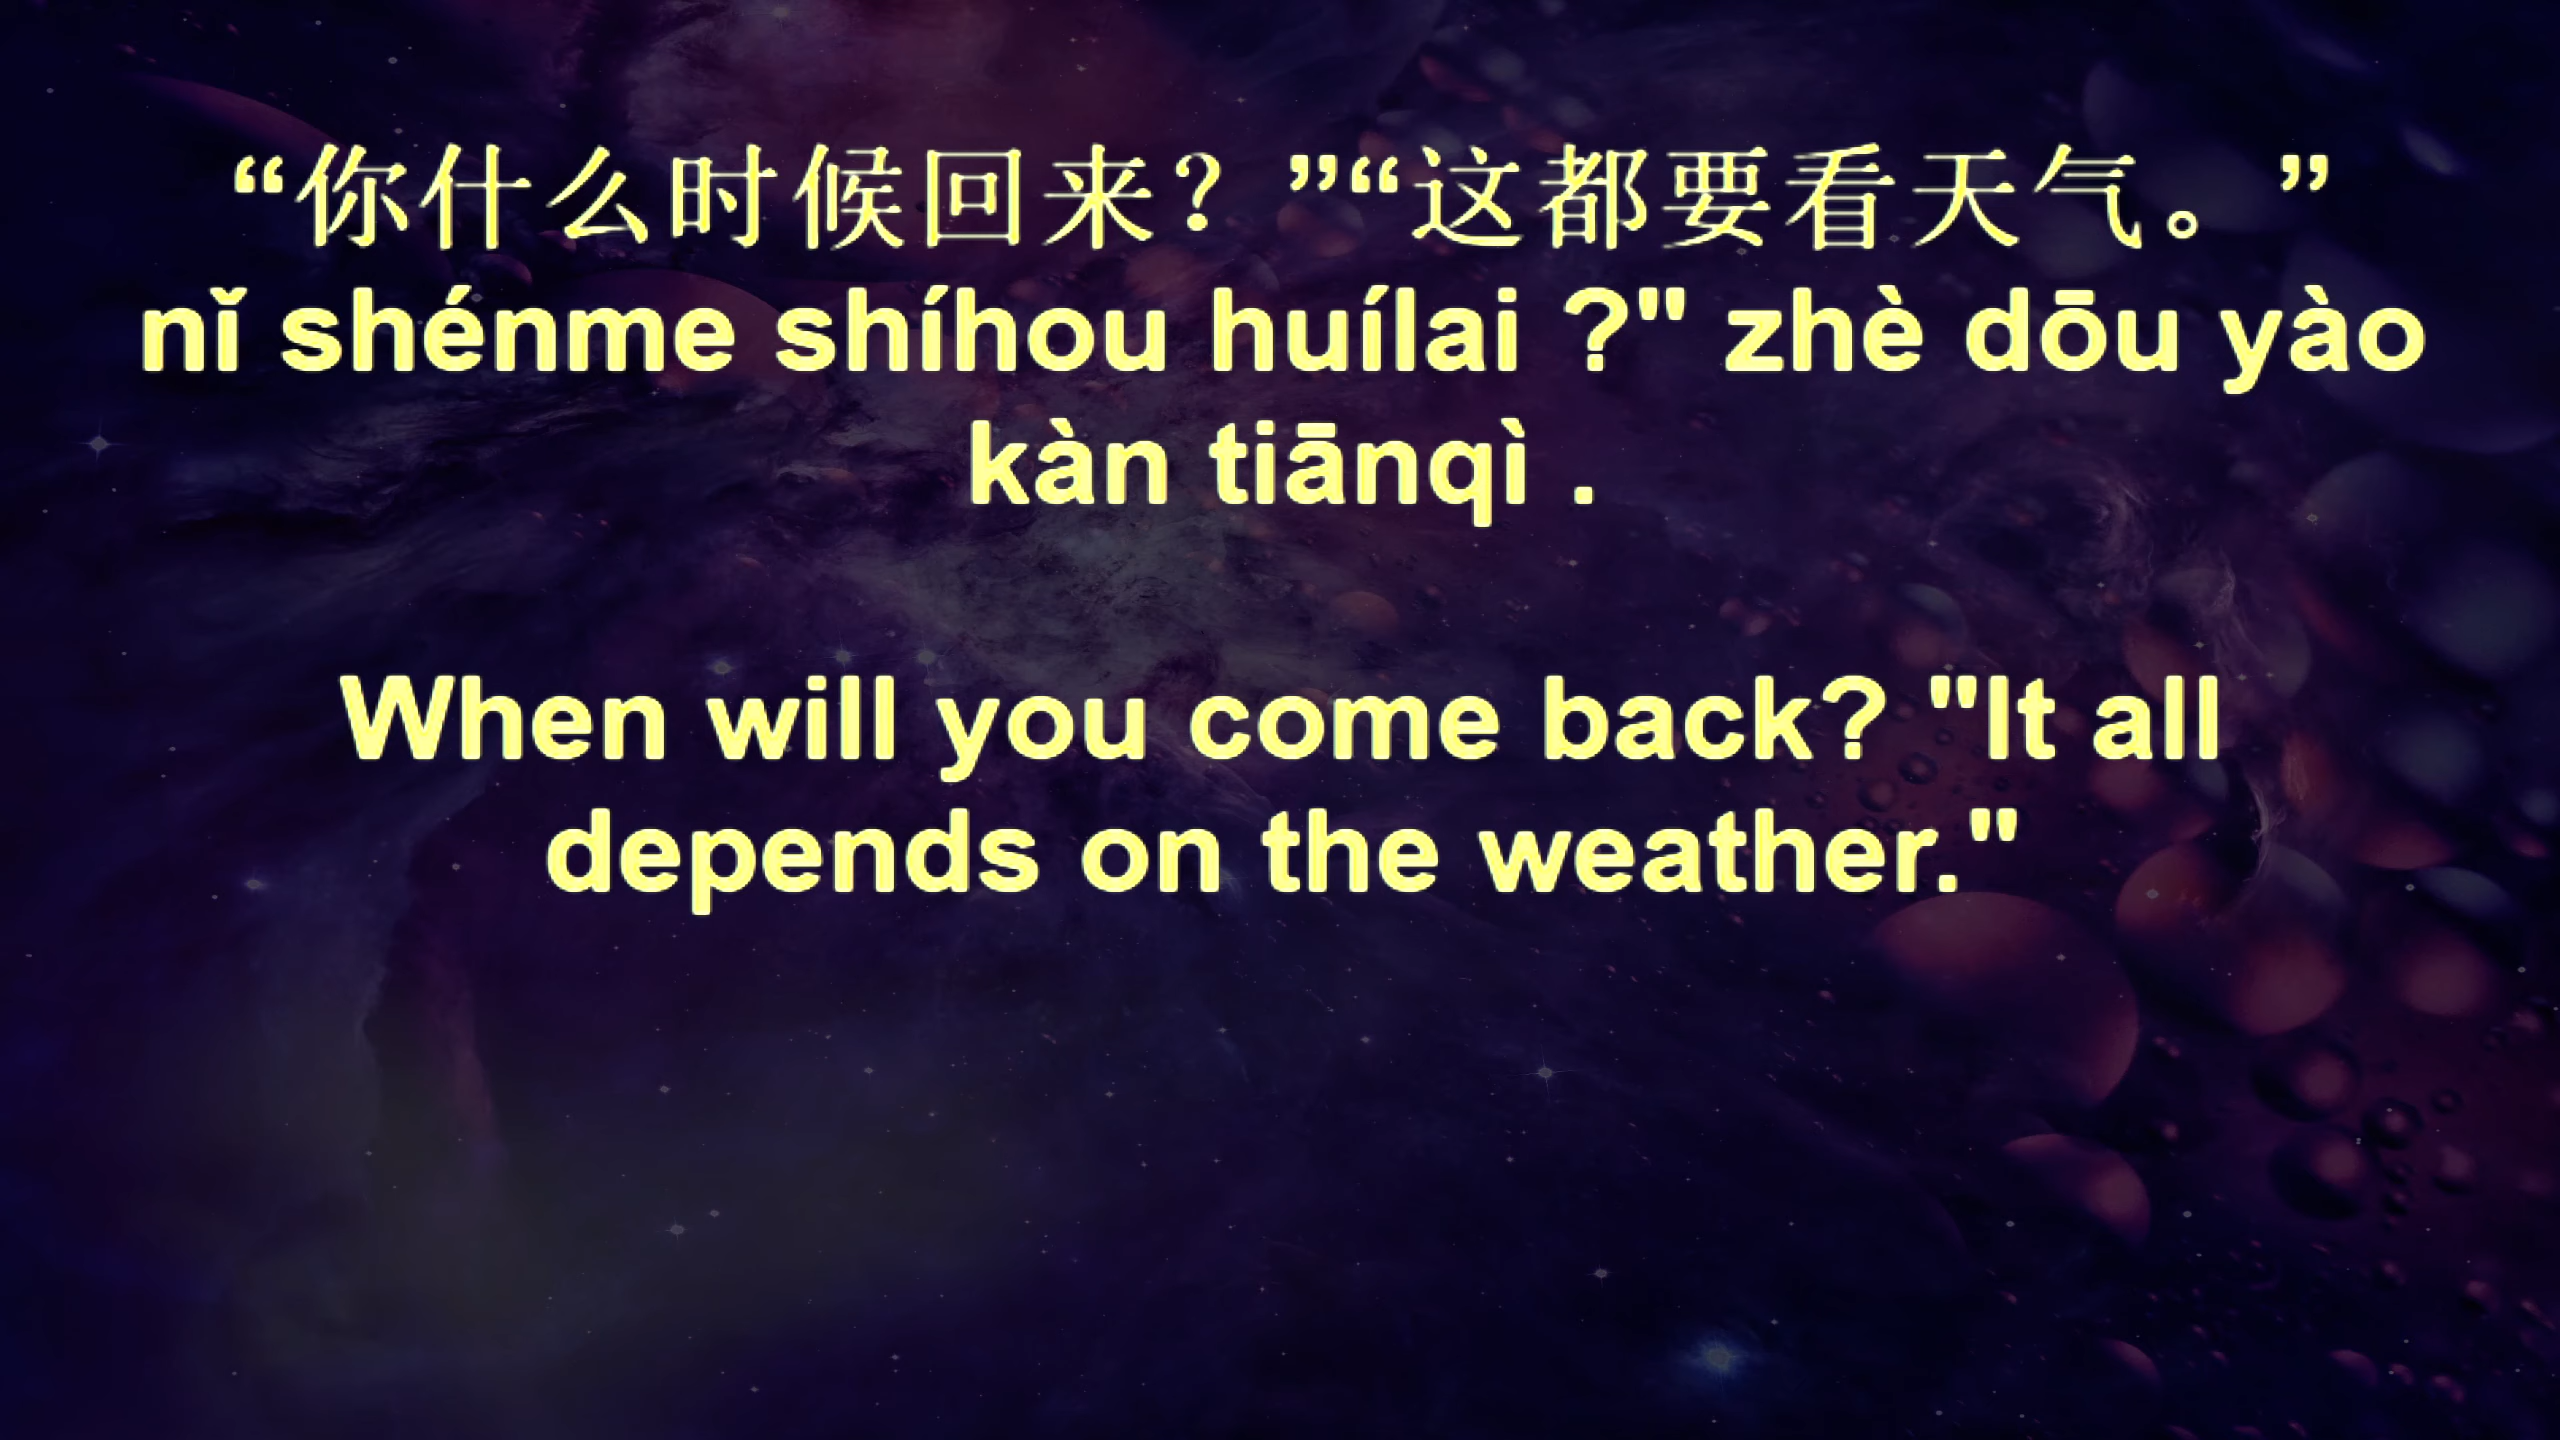 “你什么时候回来？”“这都要看天气。”
nǐ shénme shíhou huílai ?" zhè dōu yào
kàn tiānqì .
When will you come back? "It all
depends on the weather."